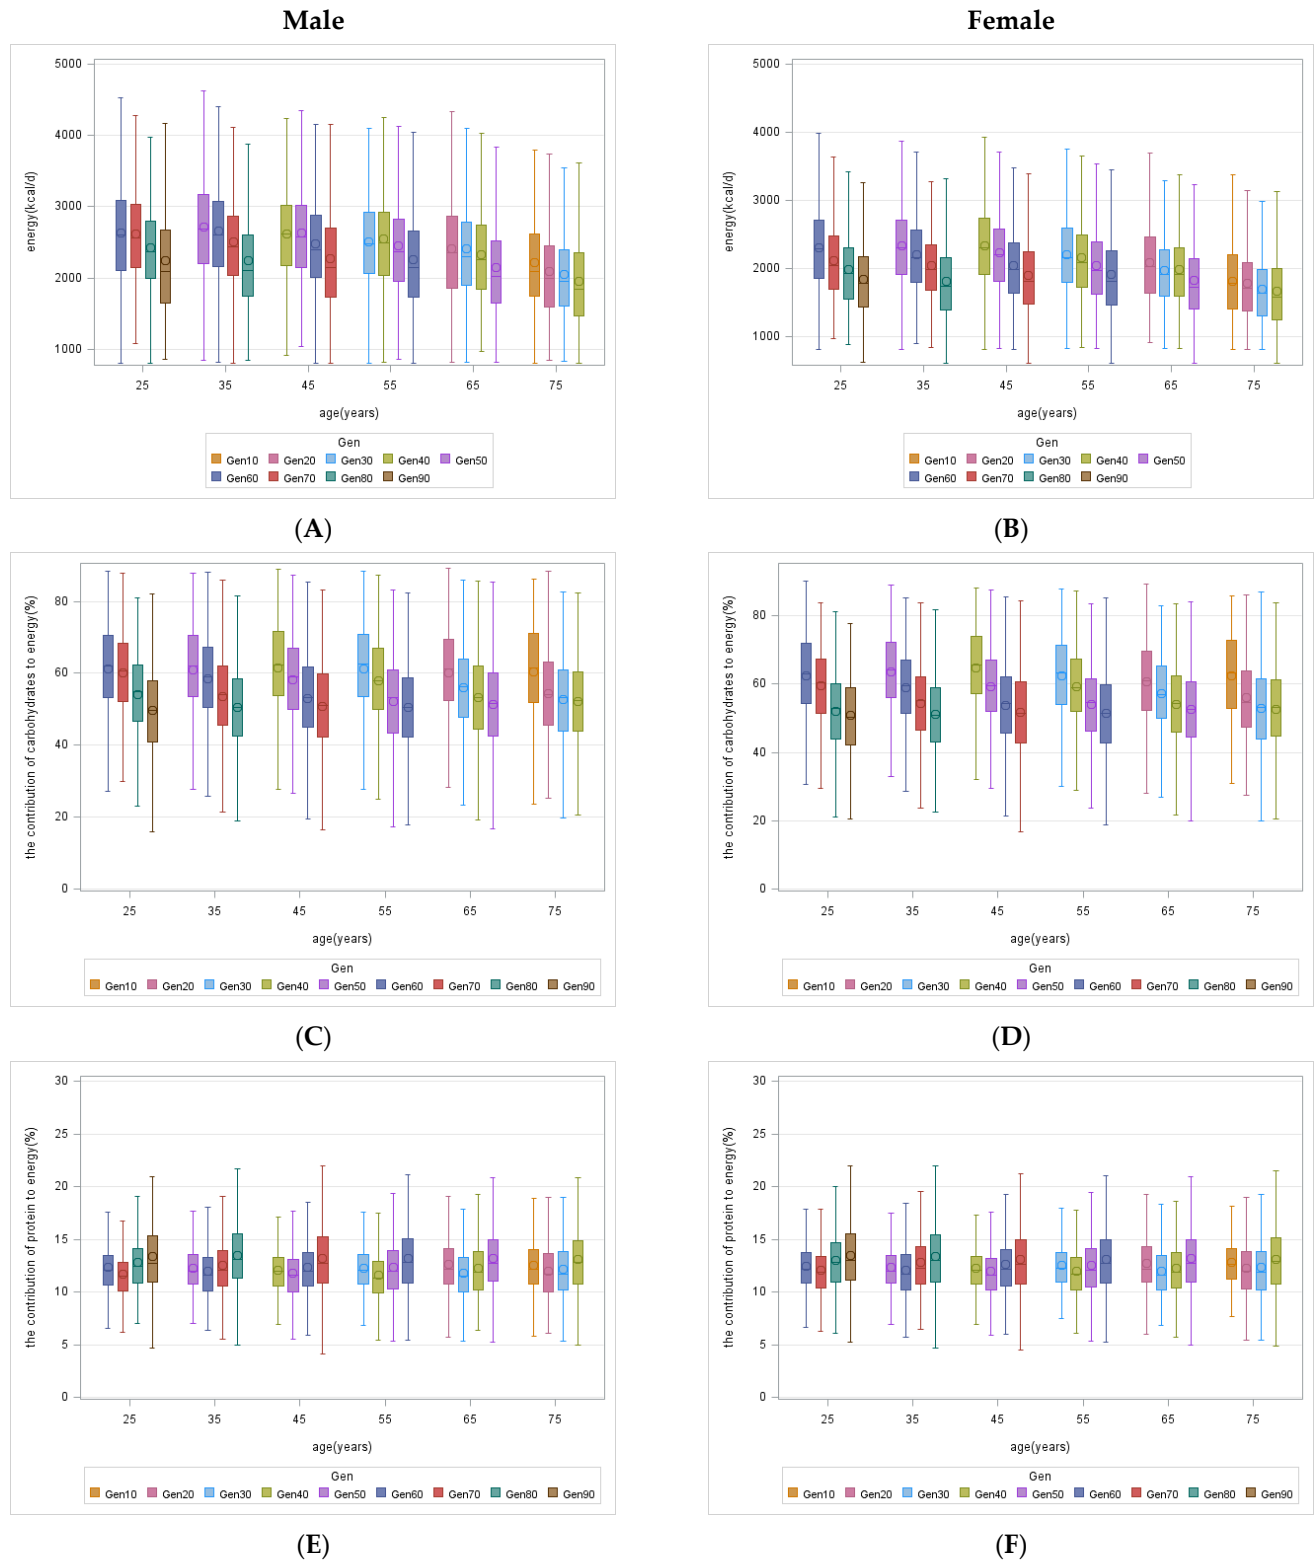 Male
Female
5000
4000
3000
2000
1000
energy(kcal/d)
25 35 45 55 65 75
age(years)
Gen
Gen10 Gen20 Gen30 Gen40 Gen50
Gen60 Gen70 Gen80 Gen90
(A)
5000
4000
3000
2000
1000
energy(kcal/d)
25 35 45 55 65 75
age(years)
Gen
Gen10 Gen20 Gen30 Gen40 Gen50
Gen60 Gen70 Gen80 Gen90
(B)
80
60
40
20
0
the contribution of carbohydrates to energy(%)
25 35 45 55 65 75
age(years)
Gen
Gen10 Gen20 Gen30 Gen40 Gen50 Gen60 Gen70 Gen80 Gen90
(C)
80
60
40
20
0
the contribution of carbohydrates to energy(%)
25 35 45 55 65 75
age(years)
Gen
Gen10 Gen20 Gen30 Gen40 Gen50 Gen60 Gen70 Gen80 Gen90
(D)
30
25
20
15
10
5
0
the contribution of protein to energy(%)
25 35 45 55 65 75
age(years)
Gen
Gen10 Gen20 Gen30 Gen40 Gen50 Gen60 Gen70 Gen80 Gen90
(E)
30
25
20
15
10
5
0
the contribution of protein to energy(%)
25 35 45 55 65 75
age(years)
Gen
Gen10 Gen20 Gen30 Gen40 Gen50 Gen60 Gen70 Gen80 Gen90
(F)